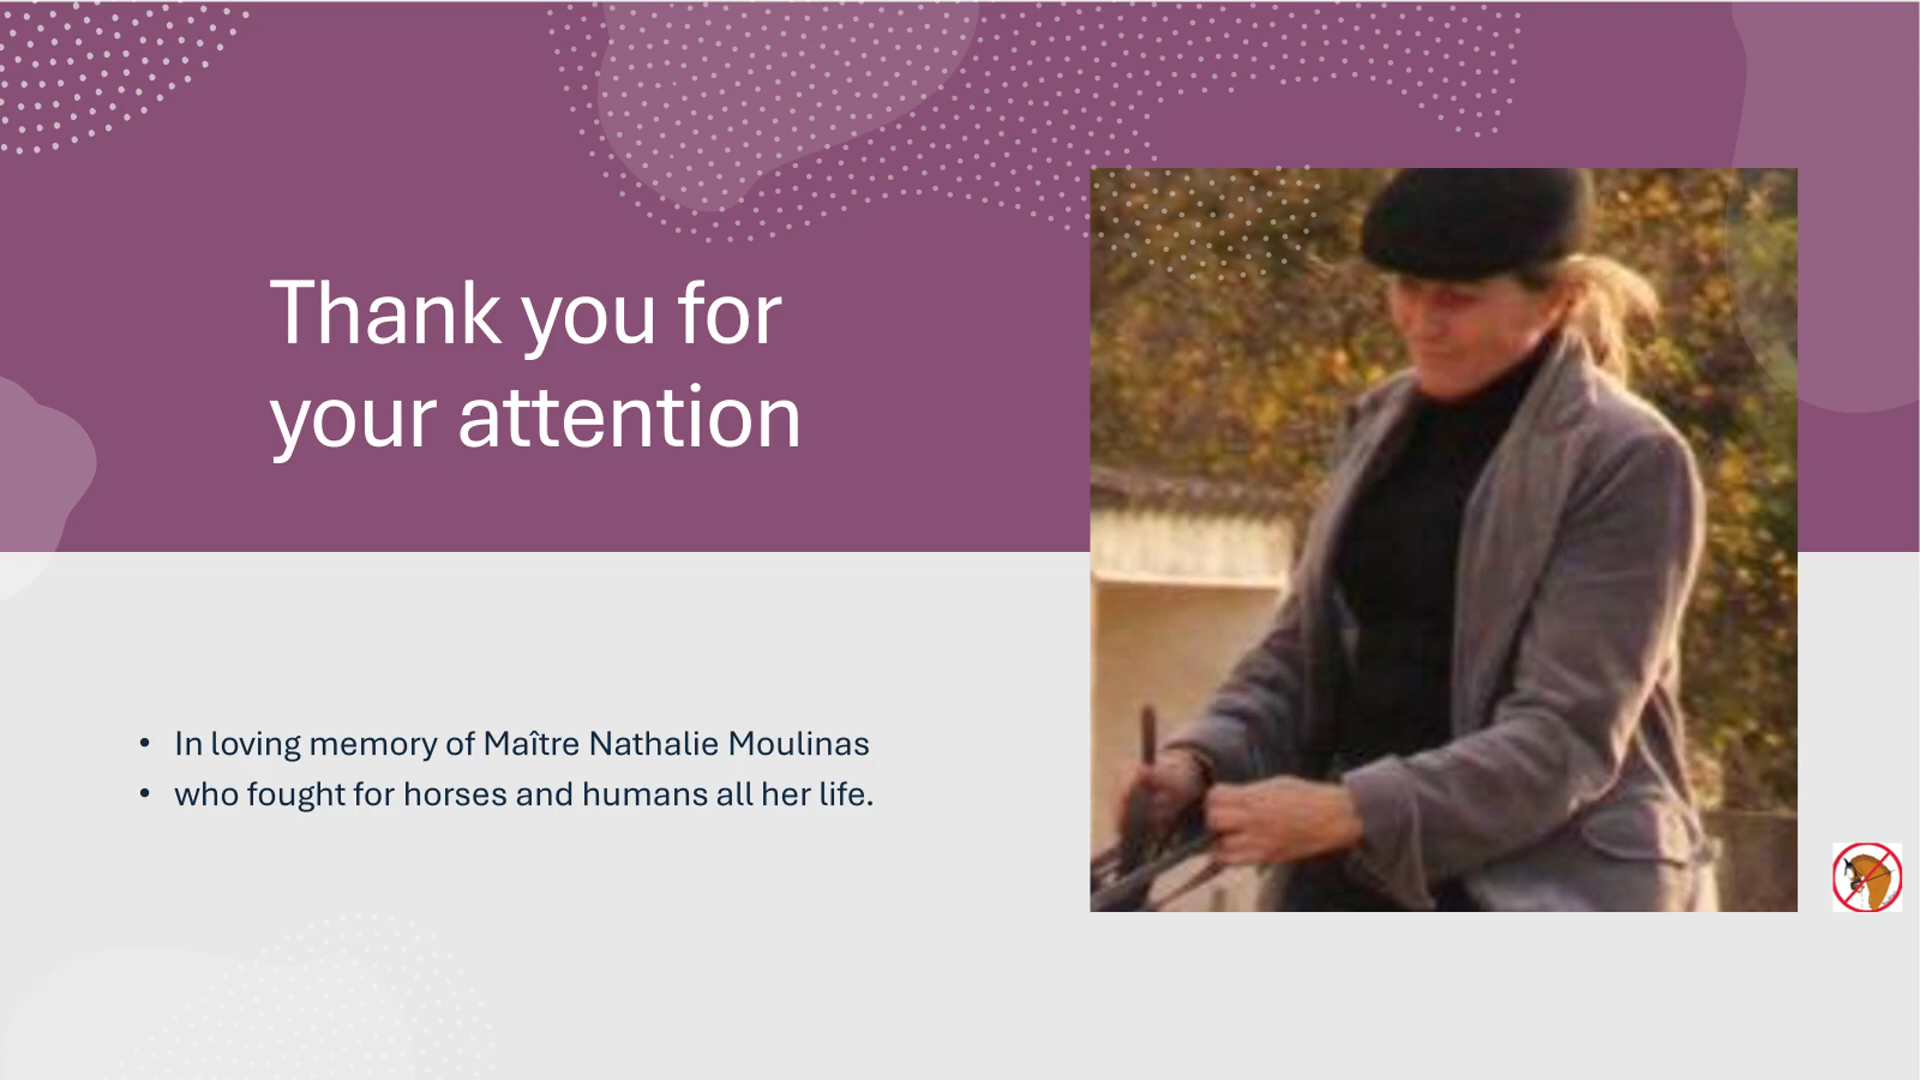 Thank you for
your attention
• In loving memory of Maître Nathalie Moulinas
• who fought for horses and humans all her life.